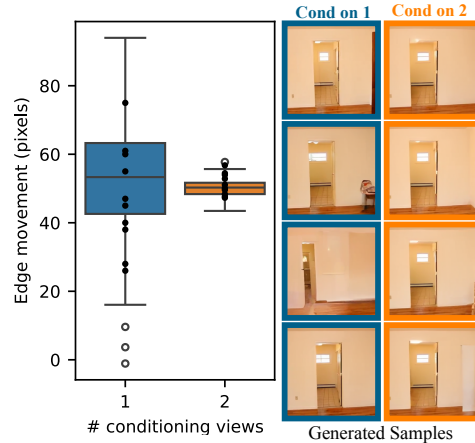 Cond on 1 Cond on 2
80
60
40
20
0
Edge movement (pixels)
1 2
# conditioning views
Generated Samples